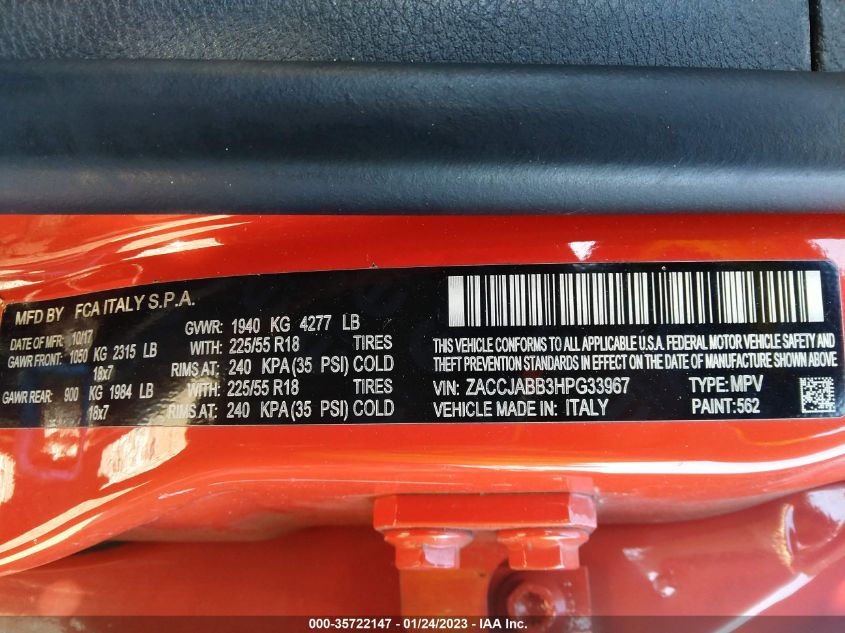 MFD BY FCA ITALY S.P.A.
DATE OF MFR: 10/17 GVWR: 1940 KG 4277 LB
GAWR FRONT: 1050 KG 2315 LB WITH: 225/55 R18 TIRES
18x7 RIMS AT: 240 KPA (35 PSI) COLD
GAWR REAR: 900 KG 1984 LB WITH: 225/55 R18 TIRES
18x7 RIMS AT: 240 KPA (35 PSI) COLD
THIS VEHICLE CONFORMS TO ALL APPLICABLE U.S.A. FEDERAL MOTOR VEHICLE SAFETY AND
THEFT PREVENTION STANDARDS IN EFFECT ON THE DATE OF MANUFACTURE SHOWN ABOVE
VIN: ZACCJABB3HPG33967 TYPE: MPV
VEHICLE MADE IN: ITALY PAINT:562
000-35722147 - 01/24/2023 - IAA Inc.